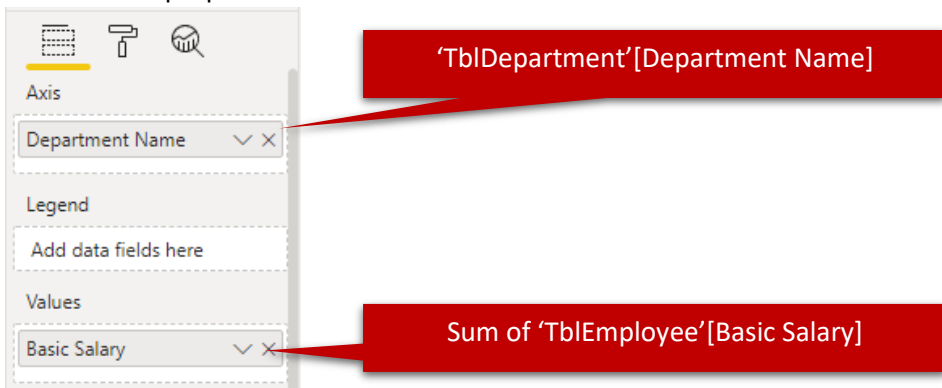 ‘TblDepartment’[Department Name]
Axis
Department Name
Legend
Add data fields here
Values
Sum of ‘TblEmployee’[Basic Salary]
Basic Salary